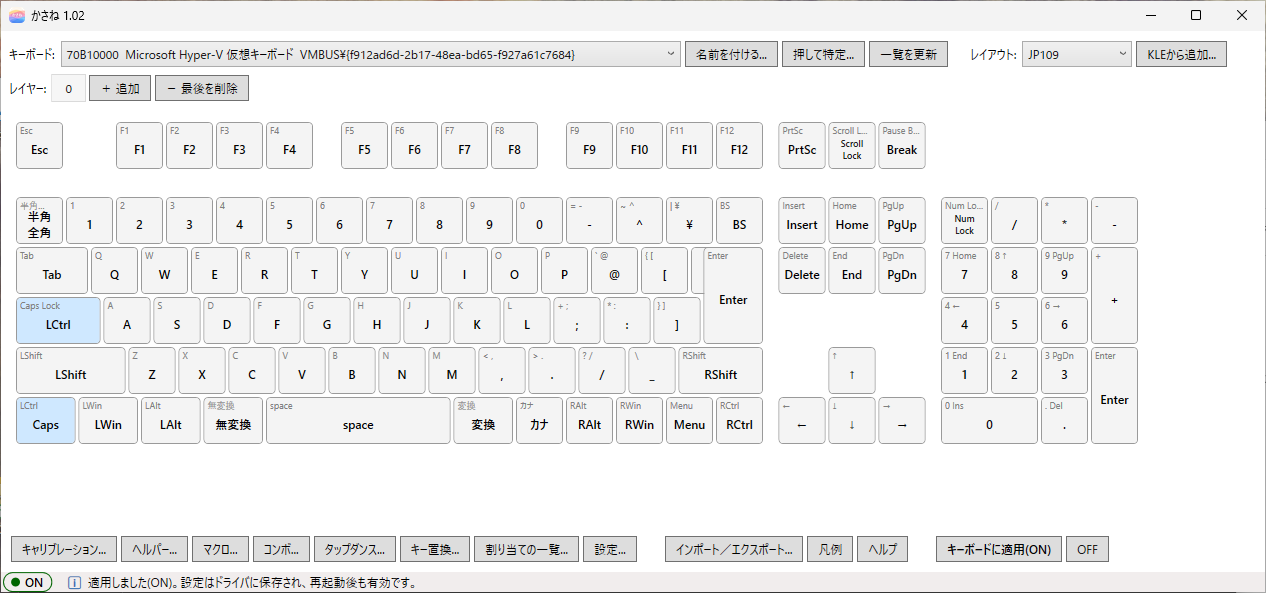 かさね 1.02
キーボード: 70B10000 Microsoft Hyper-V 仮想キーボード VMBUS¥{f912ad6d-2b17-48ea-bd65-f927a61c7684} 名前を付ける... 押して特定... 一覧を更新 レイアウト: JP109 KLEから追加...
レイヤー: 0 + 追加 − 最後を削除
Esc F1 F2 F3 F4 F5 F6 F7 F8 F9 F10 F11 F12 PrtSc Scroll L... Pause B...
Esc F1 F2 F3 F4 F5 F6 F7 F8 F9 F10 F11 F12 PrtSc Scroll Lock Break
半角... 1 2 3 4 5 6 7 8 9 0 = - ~ ^ | ¥ BS Insert Home PgUp Num Lo... / * -
半角 全角 1 2 3 4 5 6 7 8 9 0 - ^ ¥ BS Insert Home PgUp Num Lock / * -
Tab Q W E R T Y U I O P ` @ { [ Enter Delete End PgDn 7 Home 8 ↑ 9 PgUp +
Tab Q W E R T Y U I O P @ [ Enter Delete End PgDn 7 8 9 +
Caps Lock A S D F G H J K L + ; * : } ] 4 ← 5 6 →
LCtrl A S D F G H J K L ; : ] 4 5 6
LShift Z X C V B N M < , > . ? / \ RShift ↑ 1 End 2 ↓ 3 PgDn Enter
LShift Z X C V B N M , . / _ RShift ↑ 1 2 3 Enter
LCtrl LWin LAlt 無変換 space 変換 カナ RAlt RWin Menu RCtrl ← ↓ → 0 Ins . Del
Caps LWin LAlt 無変換 space 変換 カナ RAlt RWin Menu RCtrl ← ↓ → 0 .
キャリブレーション... ヘルパー... マクロ... コンボ... タップダンス... キー置換... 割り当ての一覧... 設定... インポート／エクスポート... 凡例 ヘルプ キーボードに適用(ON) OFF
ON 適用しました(ON)。設定はドライバに保存され、再起動後も有効です。